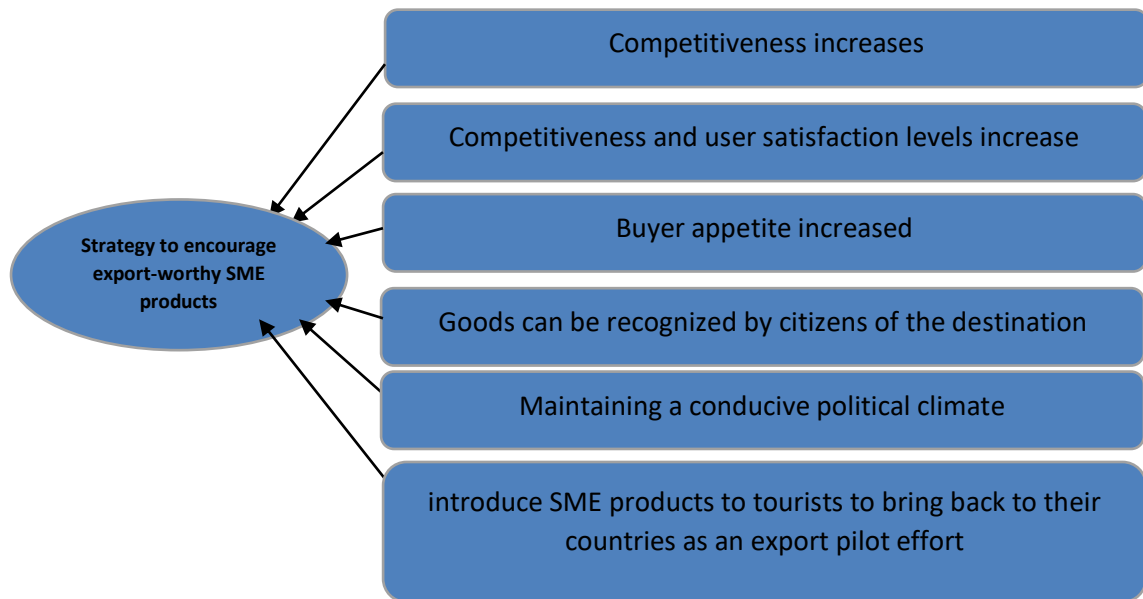 Competitiveness increases
Competitiveness and user satisfaction levels increase
Buyer appetite increased
Strategy to encourage
export-worthy SME
products
Goods can be recognized by citizens of the destination
Maintaining a conducive political climate
introduce SME products to tourists to bring back to their
countries as an export pilot effort